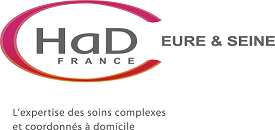 HaD EURE & SEINE
FRANCE
L'expertise des soins complexes
et coordonnés à domicile